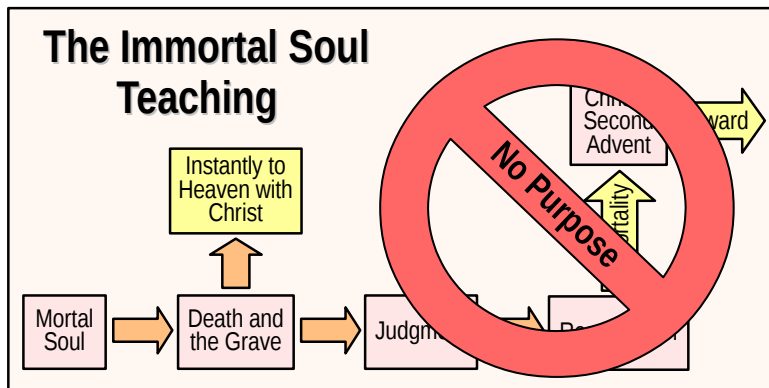 The Immortal Soul
Teaching
Instantly to
Heaven with
Christ
Second
Advent
No Purpose
Mortal
Soul
Death and
the Grave